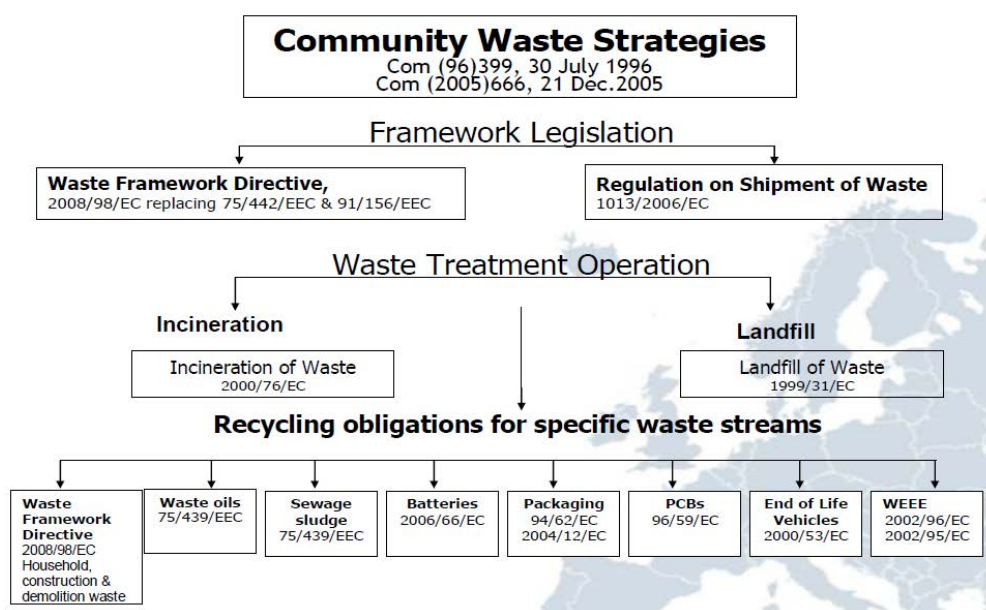 Community Waste Strategies
Com (96)399, 30 July 1996
Com (2005)666, 21 Dec.2005
Framework Legislation
Waste Framework Directive,
2008/98/EC replacing 75/442/EEC & 91/156/EEC
Regulation on Shipment of Waste
1013/2006/EC
Waste Treatment Operation
Incineration
Landfill
Incineration of Waste
2000/76/EC
Landfill of Waste
1999/31/EC
Recycling obligations for specific waste streams
Waste
Framework
Directive
2008/98/EC
Household,
construction &
demolition waste
Waste oils
75/439/EEC
Sewage
sludge
75/439/EEC
Batteries
2006/66/EC
Packaging
94/62/EC
2004/12/EC
PCBs
96/59/EC
End of Life
Vehicles
2000/53/EC
WEEE
2002/96/EC
2002/95/EC